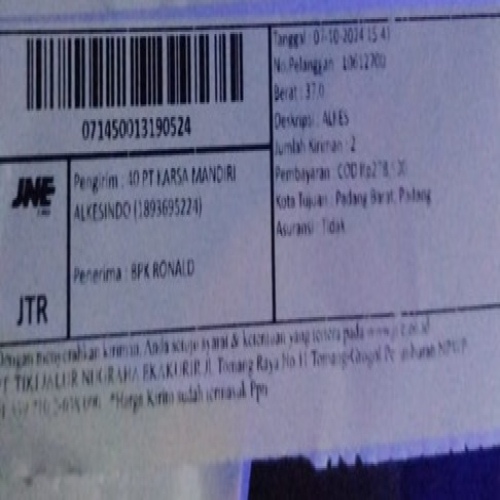 071450013190524
JNE
JTR
Pengirim : 40 PT KARSA MANDIRI
ALKESINDO (1893695224)
Penerima : BPK RONALD
Tanggal : 07-10-2024 15:41
No.Pelanggan : 10612700
Berat : 37.0
Deskripsi : ALKES
Jumlah Kiriman : 2
Pembayaran : COD
Kota Tujuan : Padang Barat, Padang
Asuransi : Tidak
Dengan menyerahkan kiriman, Anda setuju syarat & ketentuan yang tertera pada
PT TIKI JALUR NUGRAHA EKAKURIR Jl. Tomang Raya No 11 Tomang-Grogol NPWP
*Harga Kirim sudah termasuk Ppn